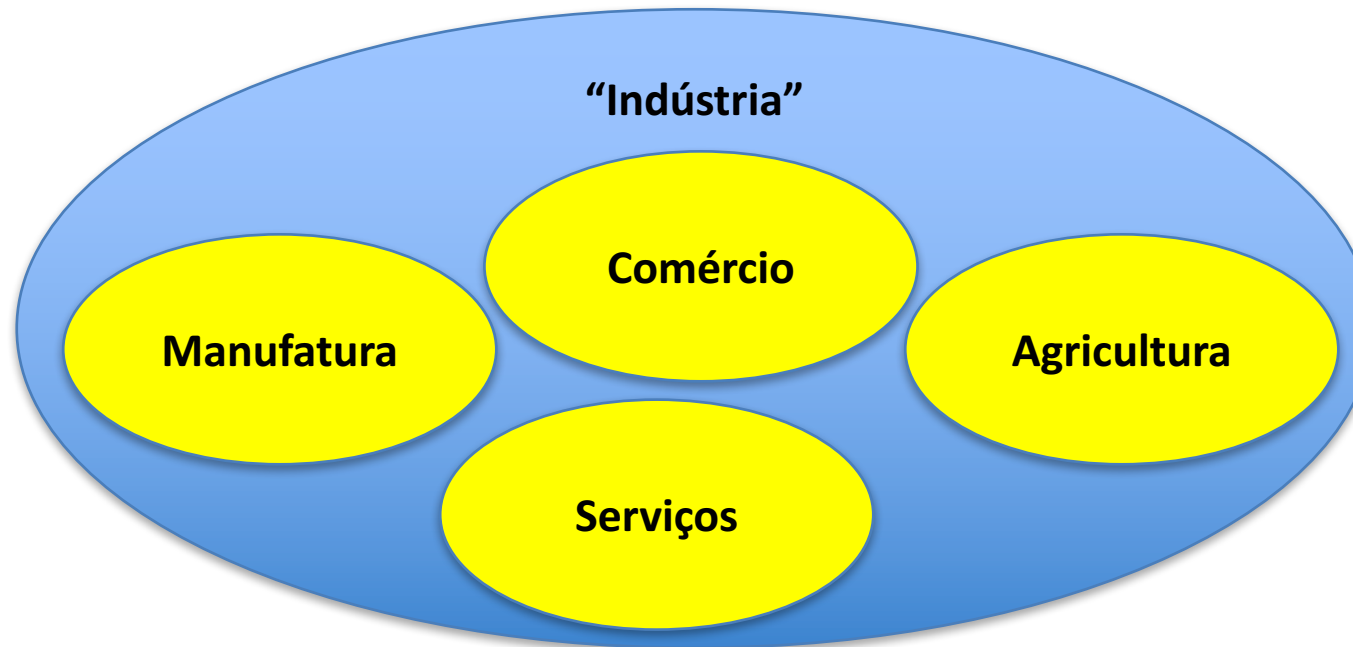 “Indústria”
Comércio
Manufatura
Agricultura
Serviços